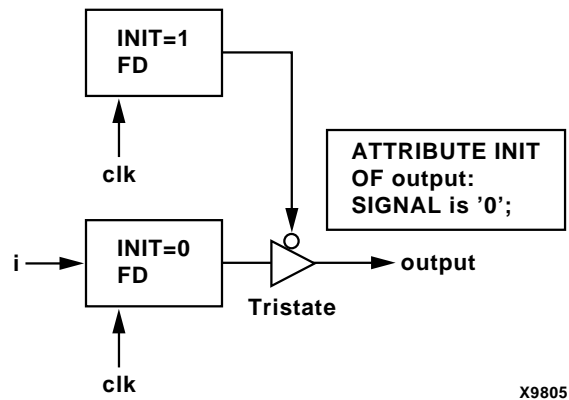 INIT=1
FD
clk
ATTRIBUTE INIT
OF output:
SIGNAL is ’0’;
i
INIT=0
FD
output
Tristate
clk
X9805